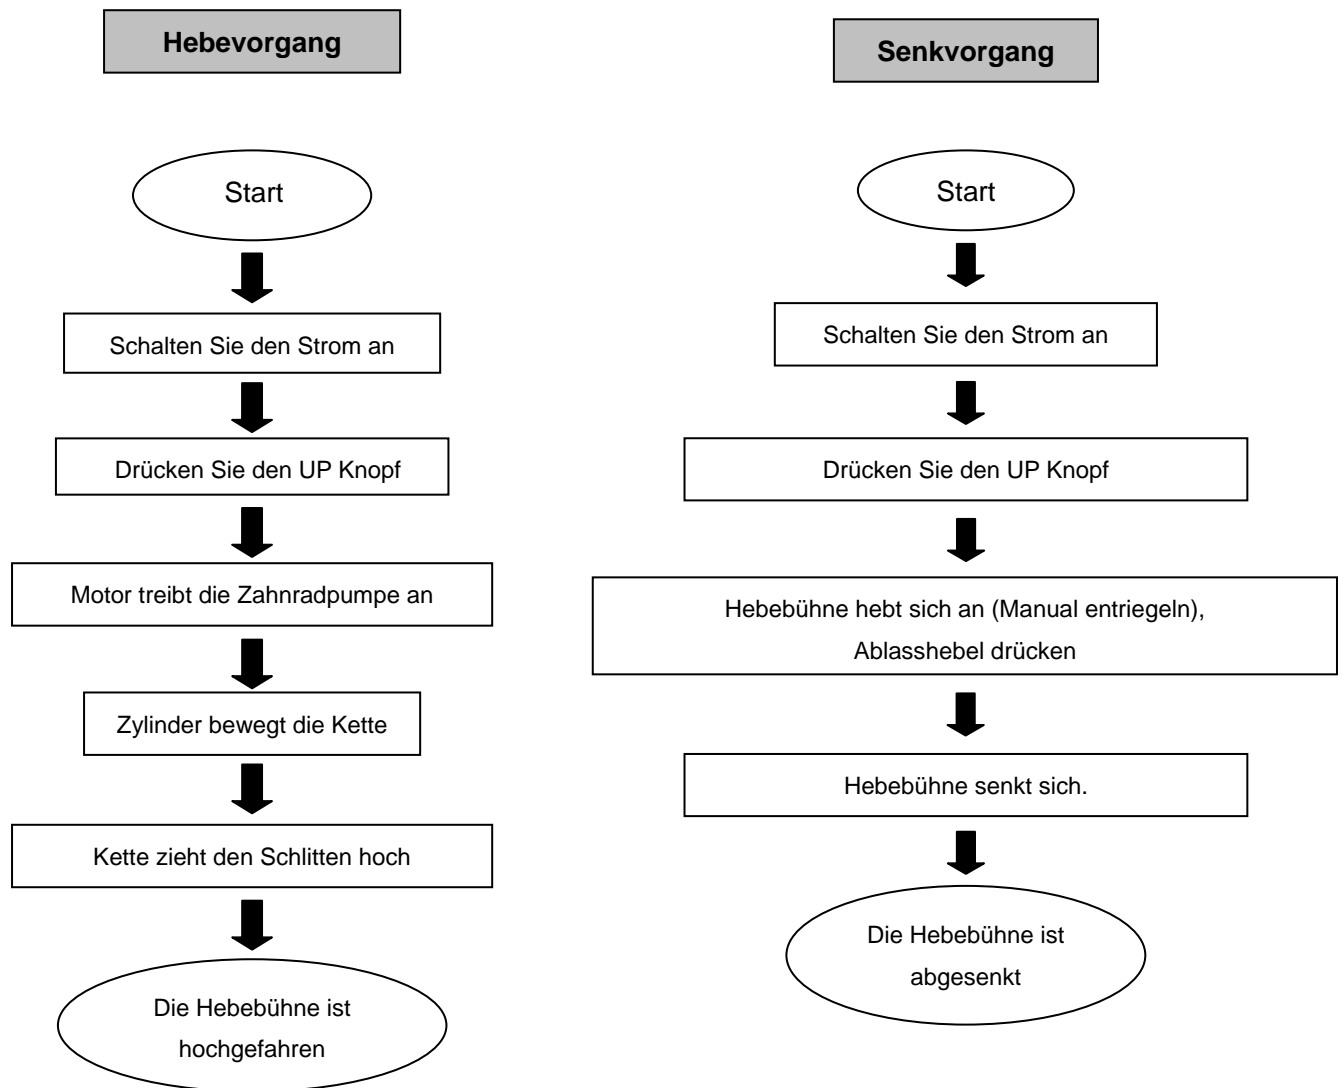 Hebevorgang
Start
Schalten Sie den Strom an
Drücken Sie den UP Knopf
Motor treibt die Zahnradpumpe an
Zylinder bewegt die Kette
Kette zieht den Schlitten hoch
Die Hebebühne ist
hochgefahren
Senkvorgang
Start
Schalten Sie den Strom an
Drücken Sie den UP Knopf
Hebebühne hebt sich an (Manual entriegeln),
Ablasshebel drücken
Hebebühne senkt sich.
Die Hebebühne ist
abgesenkt